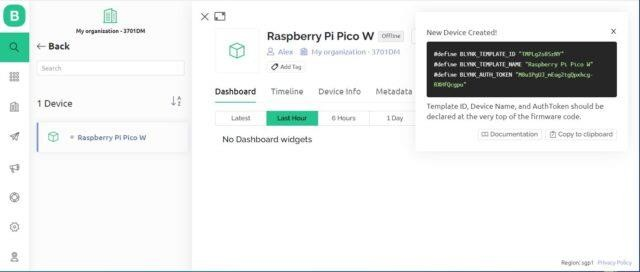 B
My organization - 3701DM
Back
Search
1 Device
Raspberry Pi Pico W
Raspberry Pi Pico W Offline
Alex My organization - 3701DM
Add Tag
Dashboard Timeline Device Info Metadata
Latest Last Hour 6 Hours 1 Day
No Dashboard widgets
New Device Created!
#define BLYNK_TEMPLATE_ID
#define BLYNK_TEMPLATE_NAME "Raspberry Pi Pico W"
#define BLYNK_AUTH_TOKEN
Template ID, Device Name, and AuthToken should be
declared at the very top of the firmware code.
Documentation Copy to clipboard
Region: sgp1 Privacy Policy